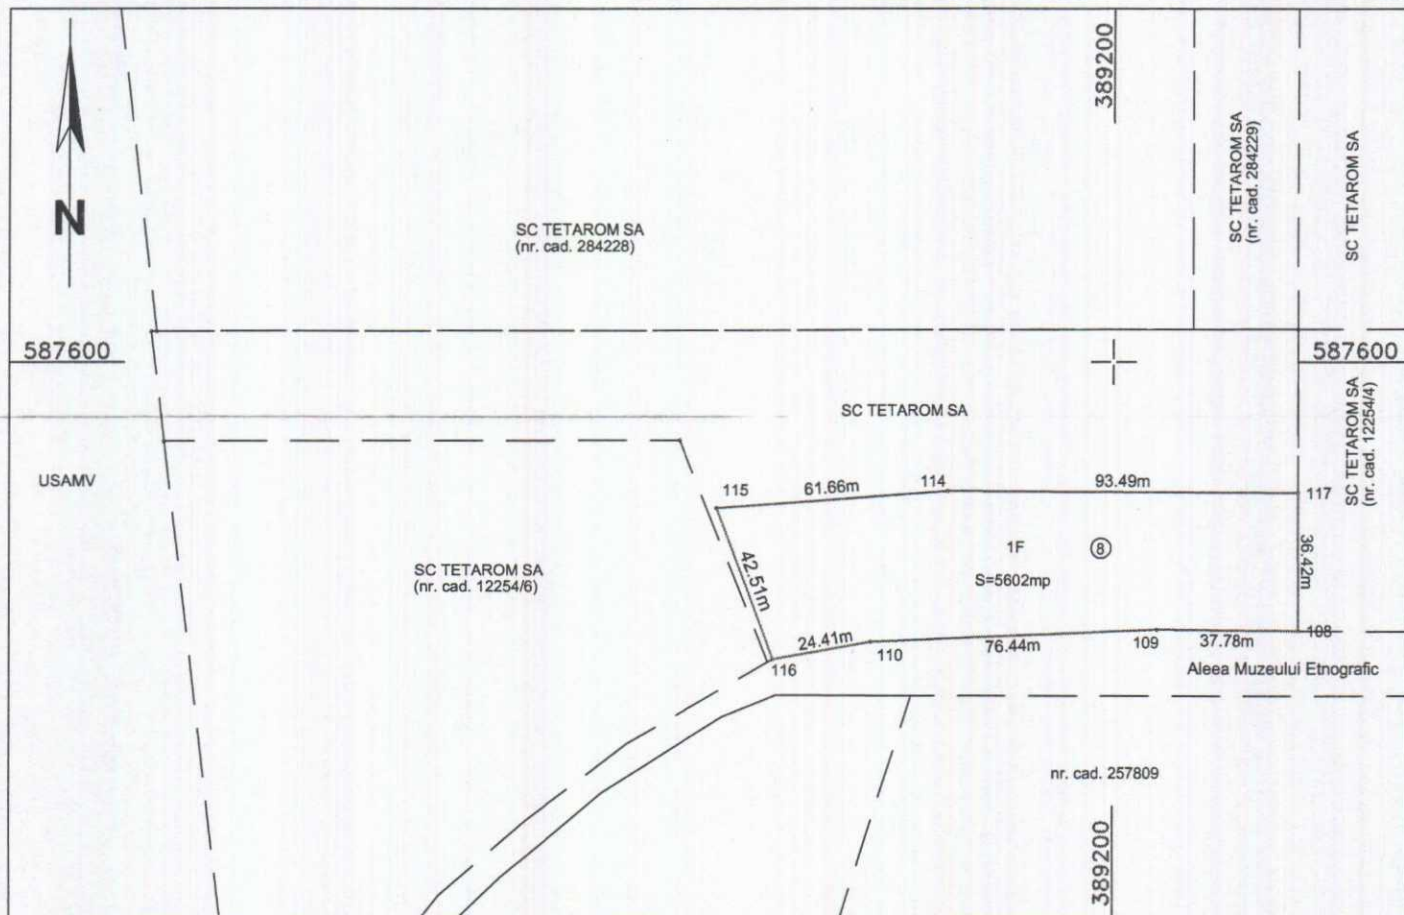 389200
N
SC TETAROM SA
(nr. cad. 284228)
SC TETAROM SA
(nr. cad. 284229)
SC TETAROM SA
587600
587600
SC TETAROM SA
SC TETAROM SA
(nr. cad. 12254/4)
USAMV
115
61.66m
114
93.49m
117
42.51m
1F
8
S=5602mp
36.42m
SC TETAROM SA
(nr. cad. 12254/6)
24.41m
110
76.44m
109
37.78m
108
116
Aleea Muzeului Etnografic
nr. cad. 257809
389200